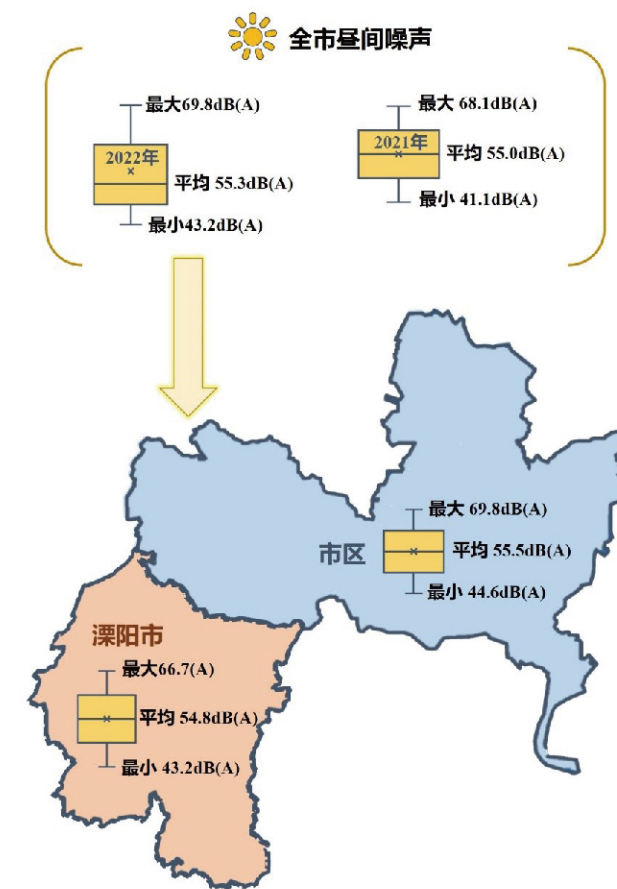 全市昼间噪声
最大69.8dB(A)
2022年
平均 55.3dB(A)
最小43.2dB(A)
最大 68.1dB(A)
2021年
平均 55.0dB(A)
最小 41.1dB(A)
最大 69.8dB(A)
市区
平均 55.5dB(A)
最小 44.6dB(A)
溧阳市
最大66.7(A)
平均 54.8dB(A)
最小 43.2dB(A)